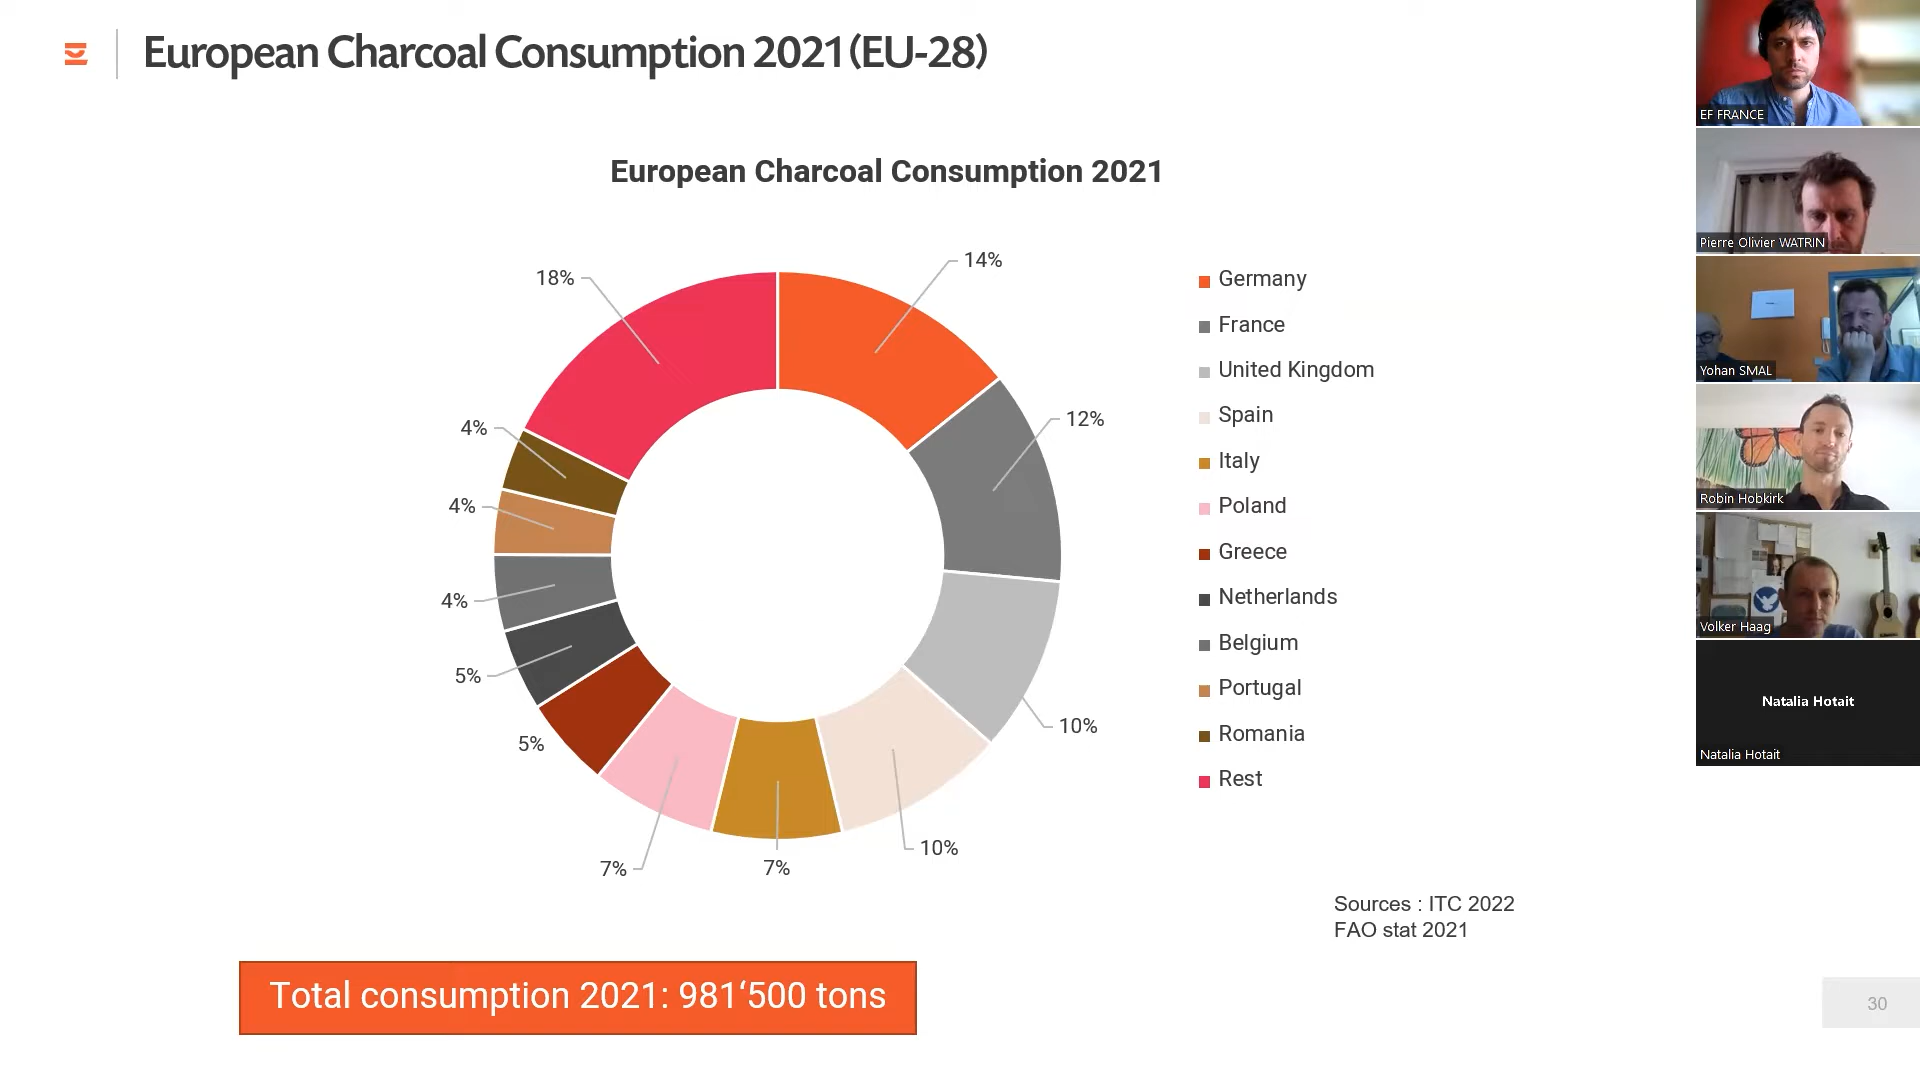 European Charcoal Consumption 2021 (EU-28)
European Charcoal Consumption 2021
18%
14%
12%
10%
10%
7%
7%
5%
5%
4%
4%
4%
Germany
France
United Kingdom
Spain
Italy
Poland
Greece
Netherlands
Belgium
Portugal
Romania
Rest
Sources : ITC 2022
FAO stat 2021
Total consumption 2021: 981‘500 tons
30
EF FRANCE
Pierre Olivier WATRIN
Yohan SMAL
Robin Hobkirk
Volker Haag
Natalia Hotait
Natalia Hotait